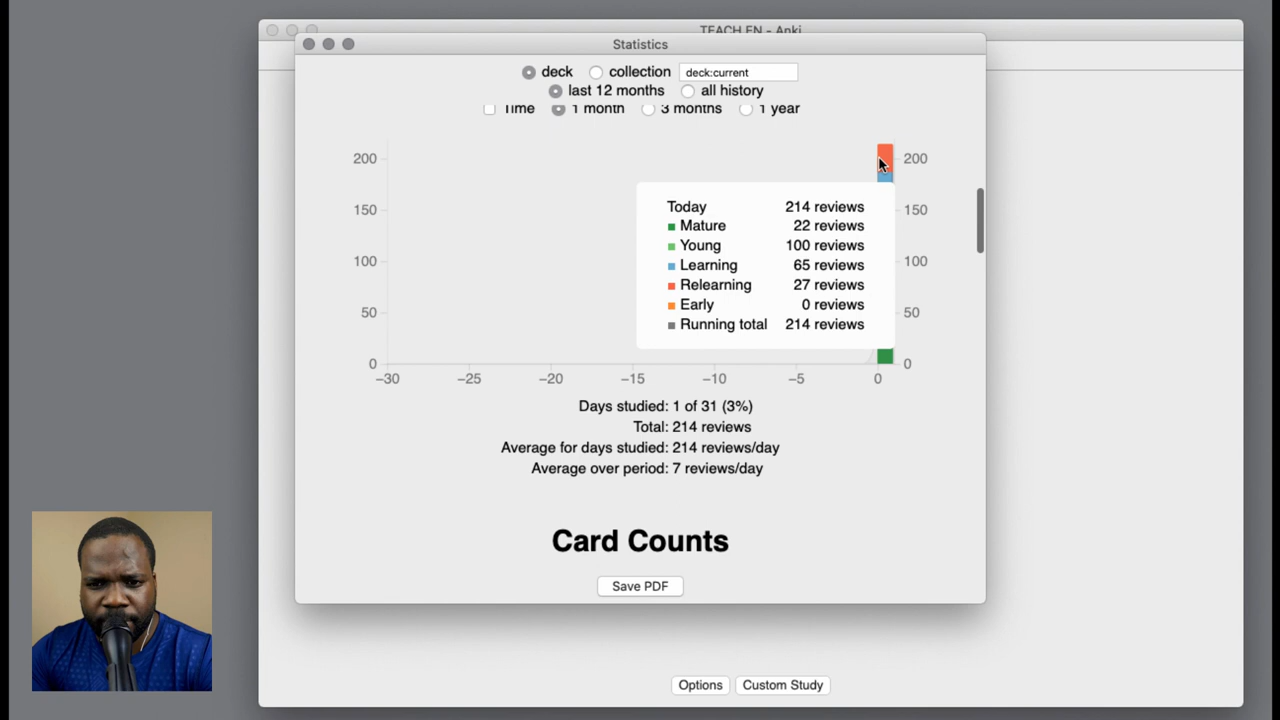 TEACH EN - Anki
Statistics
deck collection deck:current
last 12 months all history
Time 1 month 3 months 1 year
200 200
150 150
100 100
50 50
0 0
−30 −25 −20 −15 −10 −5 0
Today 214 reviews
Mature 22 reviews
Young 100 reviews
Learning 65 reviews
Relearning 27 reviews
Early 0 reviews
Running total 214 reviews
Days studied: 1 of 31 (3%)
Total: 214 reviews
Average for days studied: 214 reviews/day
Average over period: 7 reviews/day
Card Counts
Save PDF
Options Custom Study